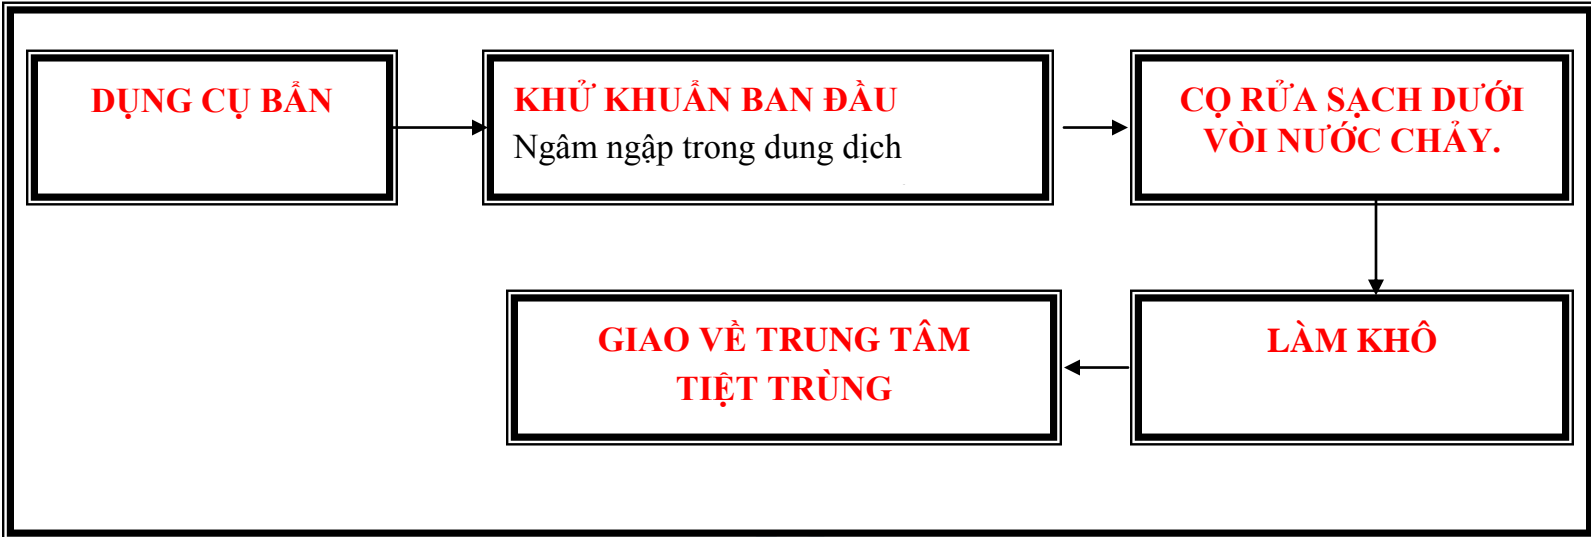 DỤNG CỤ BẨN
KHỬ KHUẨN BAN ĐẦU
Ngâm ngập trong dung dịch
CỌ RỬA SẠCH DƯỚI
VÒI NƯỚC CHẢY.
LÀM KHÔ
GIAO VỀ TRUNG TÂM
TIỆT TRÙNG